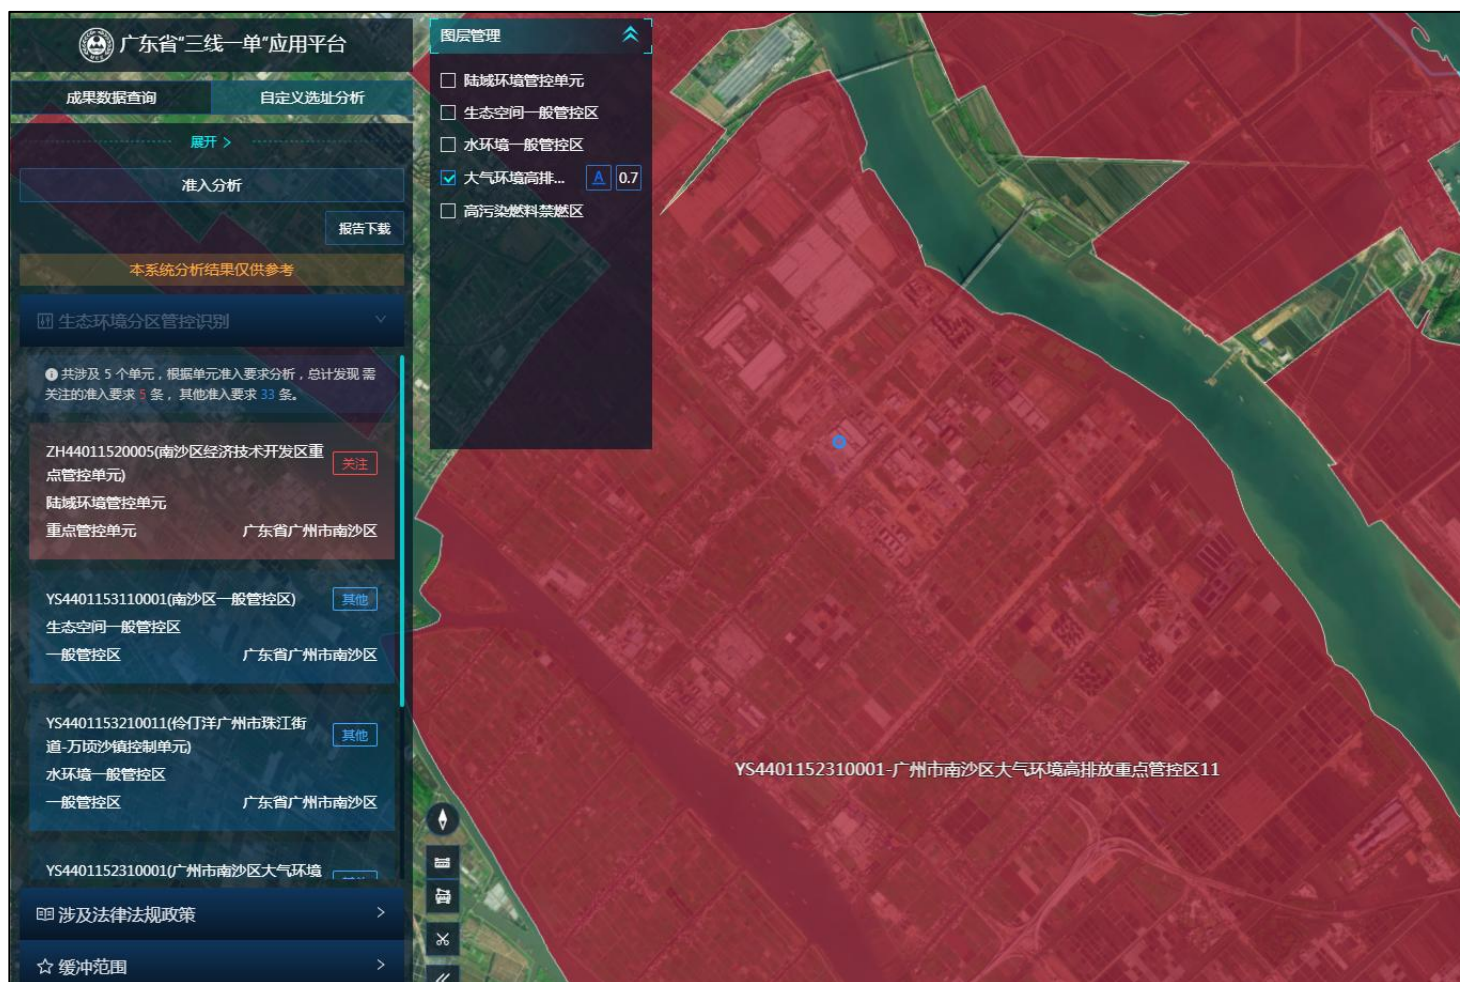 广东省"三线一单"应用平台
成果数据查询
自定义选址分析
展开 >
准入分析
报告下载
本系统分析结果仅供参考
生态环境分区管控识别
共涉及 5 个单元，根据单元准入要求分析，总计发现 需
关注的准入要求 5 条，其他准入要求 33 条。
ZH44011520005(南沙区经济技术开发区重
点管控单元)
关注
陆域环境管控单元
重点管控单元 广东省广州市南沙区
YS4401153110001(南沙区一般管控区)
其他
生态空间一般管控区
一般管控区 广东省广州市南沙区
YS4401153210011(伶仃洋广州市珠江街
道-万顷沙镇控制单元)
其他
水环境一般管控区
一般管控区 广东省广州市南沙区
YS4401152310001(广州市南沙区大气环境
涉及法律法规政策
缓冲范围
图层管理
陆域环境管控单元
生态空间一般管控区
水环境一般管控区
大气环境高排... A 0.7
高污染燃料禁燃区
YS4401152310001-广州市南沙区大气环境高排放重点管控区11